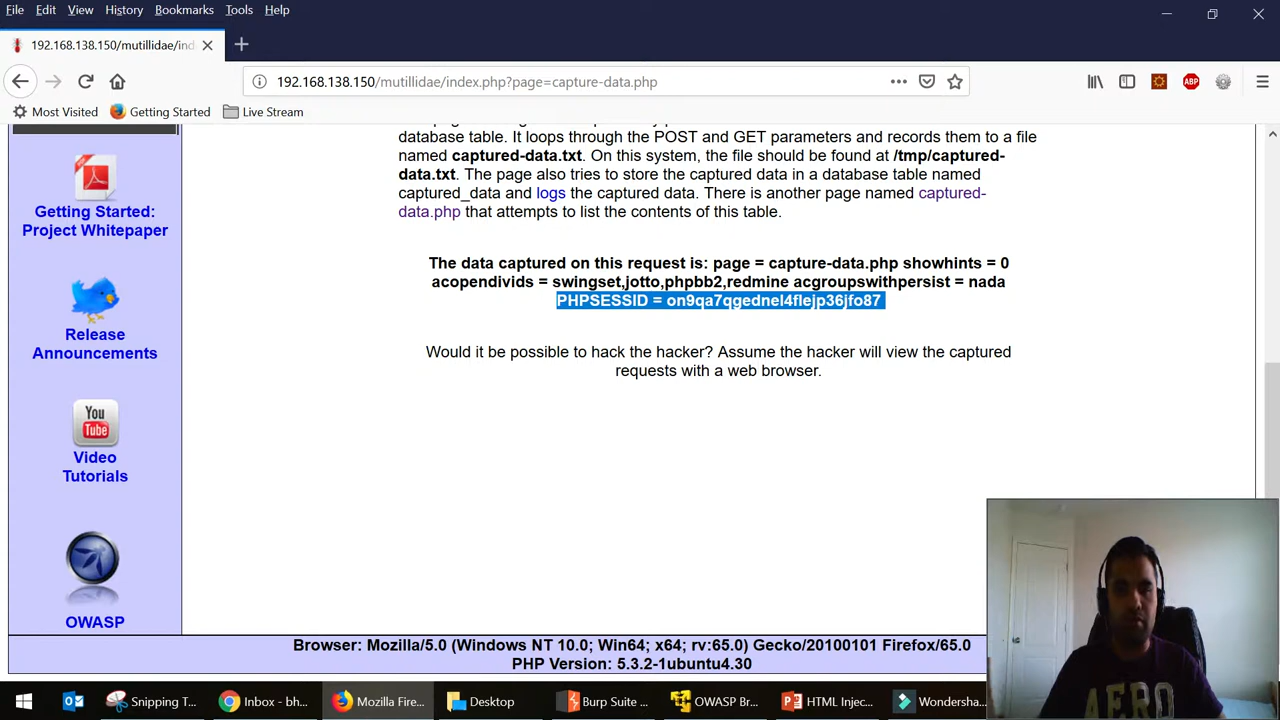 File Edit View History Bookmarks Tools Help
192.168.138.150/mutillidae/ind
192.168.138.150/mutillidae/index.php?page=capture-data.php
ABP
Most Visited Getting Started Live Stream
database table. It loops through the POST and GET parameters and records them to a file
named captured-data.txt. On this system, the file should be found at /tmp/captured-
data.txt. The page also tries to store the captured data in a database table named
captured_data and logs the captured data. There is another page named captured-
data.php that attempts to list the contents of this table.
The data captured on this request is: page = capture-data.php showhints = 0
acopendivids = swingset,jotto,phpbb2,redmine acgroupswithpersist = nada
PHPSESSID = on9qa7qgednel4flejp36jfo87
Would it be possible to hack the hacker? Assume the hacker will view the captured
requests with a web browser.
Getting Started:
Project Whitepaper
Release
Announcements
You
Tube
Video
Tutorials
OWASP
Browser: Mozilla/5.0 (Windows NT 10.0; Win64; x64; rv:65.0) Gecko/20100101 Firefox/65.0
PHP Version: 5.3.2-1ubuntu4.30
AERO
Snipping T... Inbox - bh... Mozilla Fire... Desktop Burp Suite ... OWASP Br... HTML Injec... Wondersha...